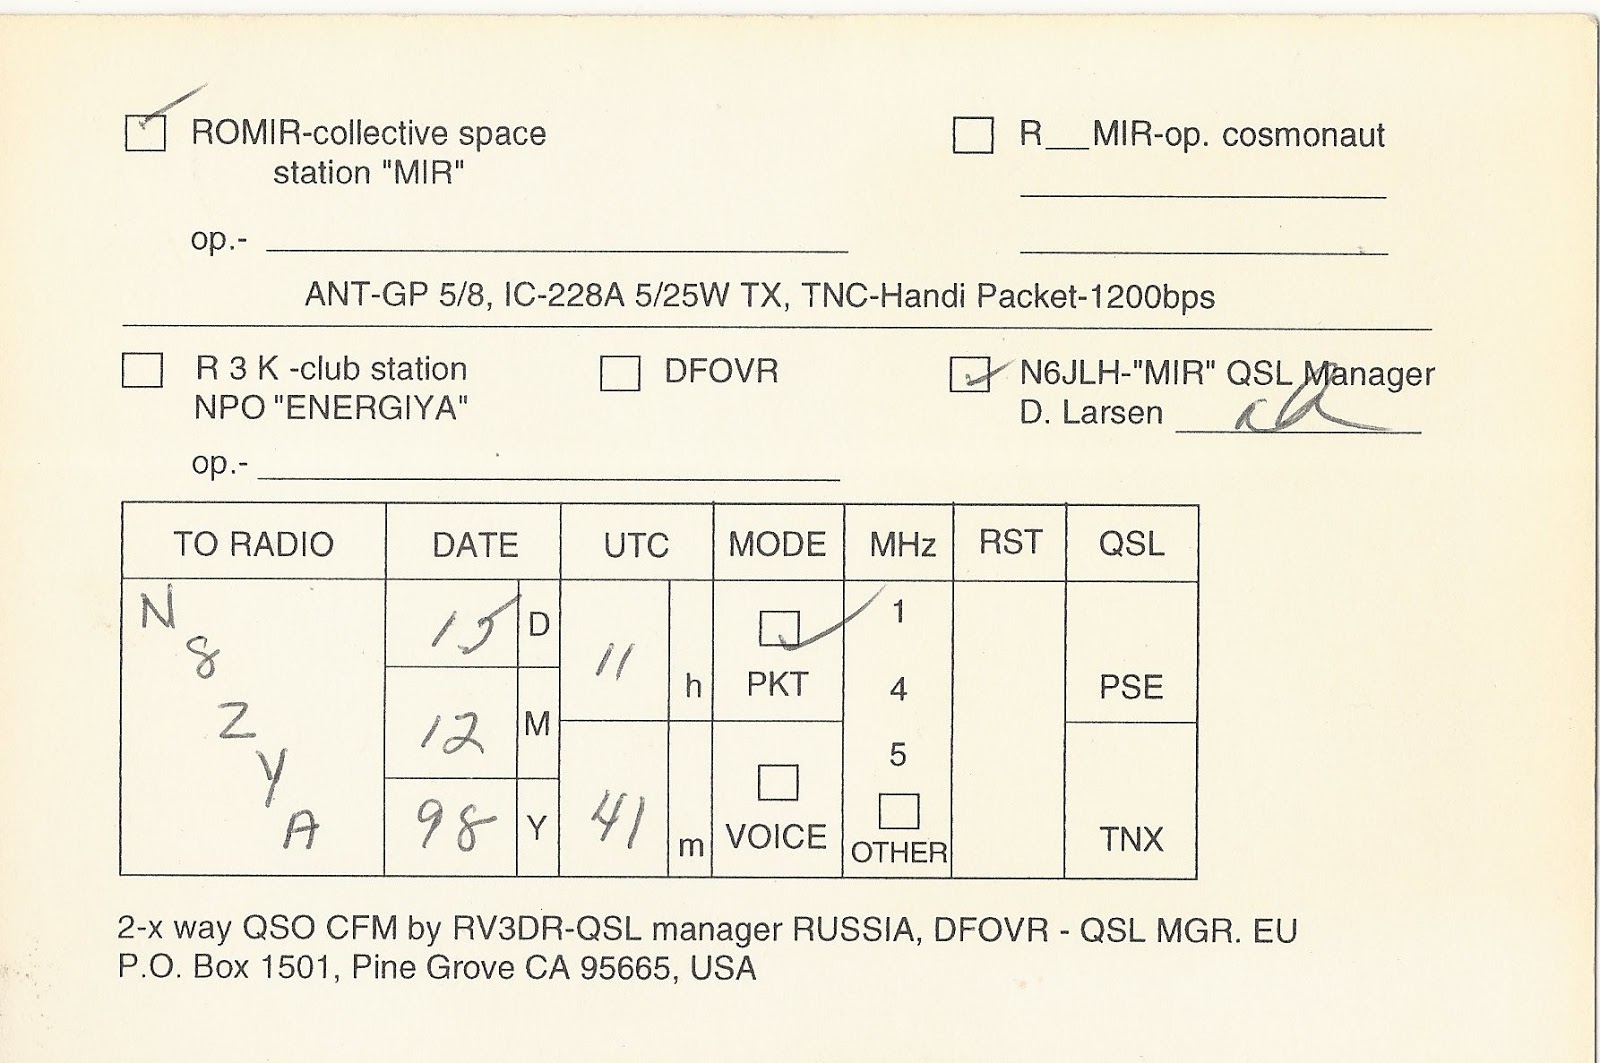 ROMIR-collective space
station "MIR"
R__MIR-op. cosmonaut
op.-
ANT-GP 5/8, IC-228A 5/25W TX, TNC-Handi Packet-1200bps
R 3 K -club station
NPO "ENERGIYA"
DFOVR
N6JLH-"MIR" QSL Manager
D. Larsen
op.-
TO RADIO DATE UTC MODE MHz RST QSL
N8ZYA
15 D
12 M
98 Y
11 h
41 m
PKT
VOICE
1
4
5
OTHER
PSE
TNX
2-x way QSO CFM by RV3DR-QSL manager RUSSIA, DFOVR - QSL MGR. EU
P.O. Box 1501, Pine Grove CA 95665, USA